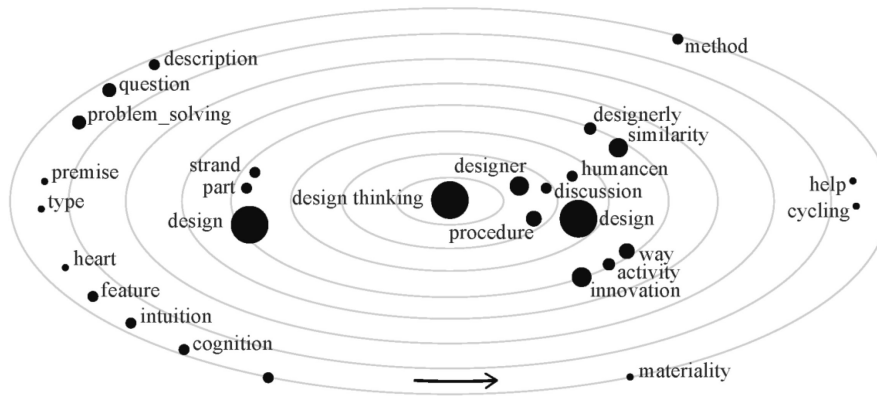 method
description
question
problem_solving
designerly
similarity
strand
designer
humancen
premise
part
design thinking
discussion
help
type
design
procedure
design
cycling
way
heart
activity
feature
innovation
intuition
cognition
materiality